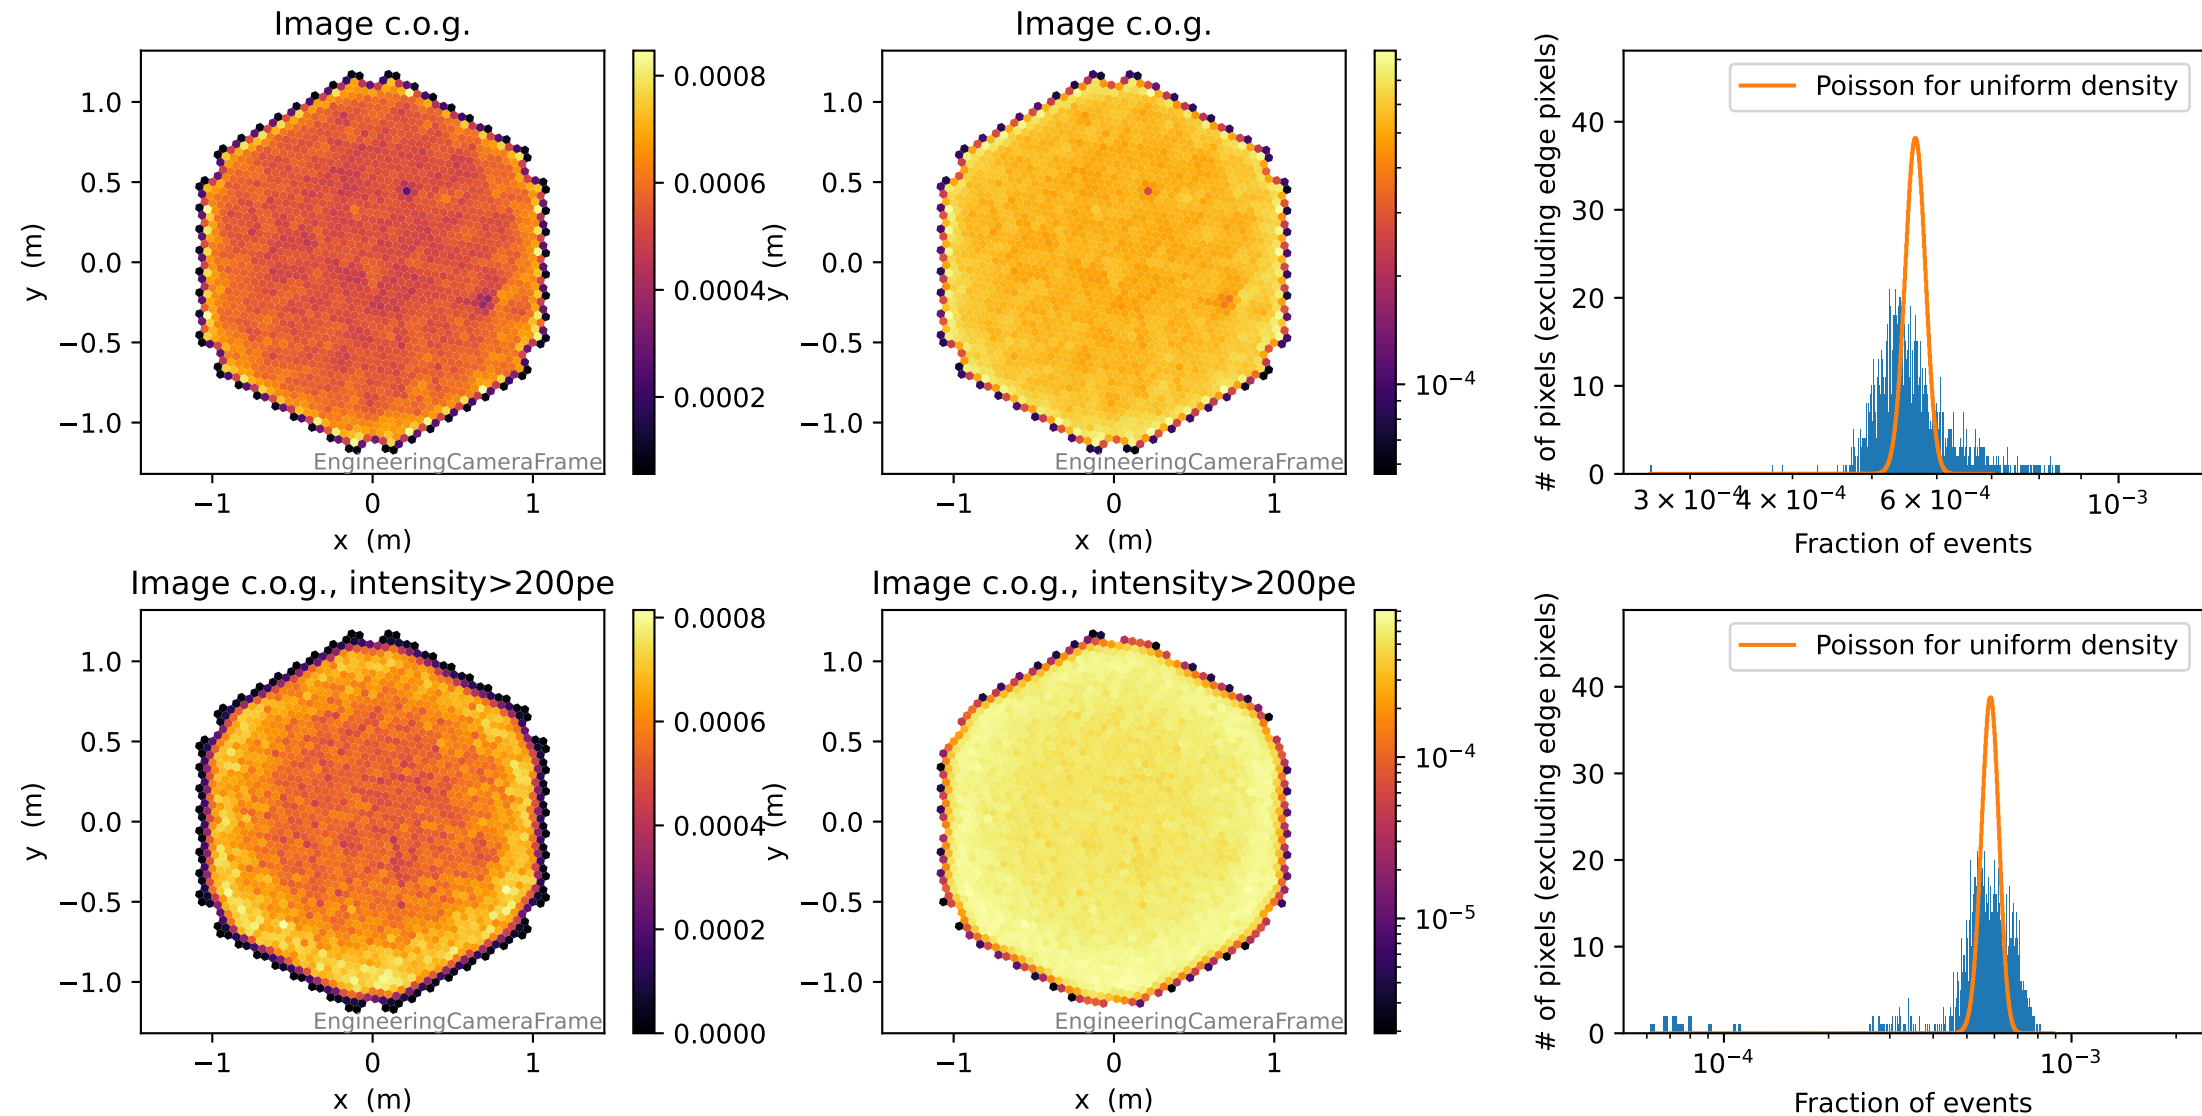 Image c.o.g.
1.0
0.5
0.0
−0.5
−1.0
y (m)
−1 0 1
x (m)
EngineeringCameraFrame
0.0008
0.0006
0.0004
0.0002
Image c.o.g.
1.0
0.5
0.0
−0.5
−1.0
y (m)
−1 0 1
x (m)
EngineeringCameraFrame
10⁻⁴
# of pixels (excluding edge pixels)
40
30
20
10
0
Poisson for uniform density
3 × 10⁻⁴ 4 × 10⁻⁴ 6 × 10⁻⁴ 10⁻³
Fraction of events
Image c.o.g., intensity>200pe
1.0
0.5
0.0
−0.5
−1.0
y (m)
−1 0 1
x (m)
EngineeringCameraFrame
0.0008
0.0006
0.0004
0.0002
0.0000
Image c.o.g., intensity>200pe
1.0
0.5
0.0
−0.5
−1.0
y (m)
−1 0 1
x (m)
EngineeringCameraFrame
10⁻⁴
10⁻⁵
# of pixels (excluding edge pixels)
40
30
20
10
0
Poisson for uniform density
10⁻⁴ 10⁻³
Fraction of events